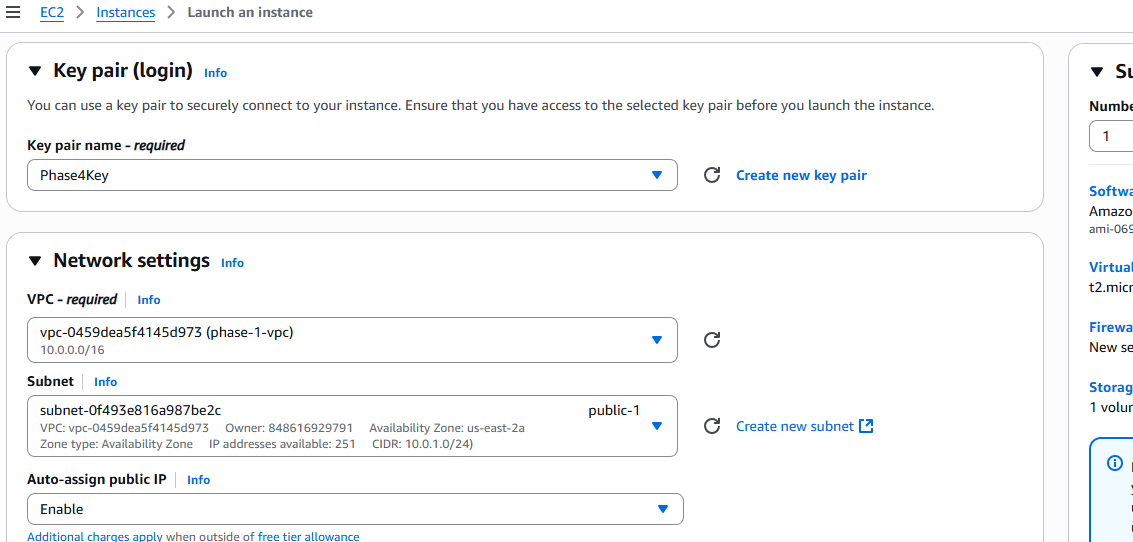 EC2 > Instances > Launch an instance
Key pair (login) Info
You can use a key pair to securely connect to your instance. Ensure that you have access to the selected key pair before you launch the instance.
Key pair name - required
Phase4Key
Create new key pair
Network settings Info
VPC - required Info
vpc-0459dea5f4145d973 (phase-1-vpc)
10.0.0.0/16
Subnet Info
subnet-0f493e816a987be2c public-1
VPC: vpc-0459dea5f4145d973 Owner: 848616929791 Availability Zone: us-east-2a
Zone type: Availability Zone IP addresses available: 251 CIDR: 10.0.1.0/24)
Create new subnet
Auto-assign public IP Info
Enable
Additional charges apply when outside of free tier allowance
Su
Numbe
1
Softwa
Amazo
ami-069
Virtual
t2.micr
Firewa
New se
Storag
1 volu